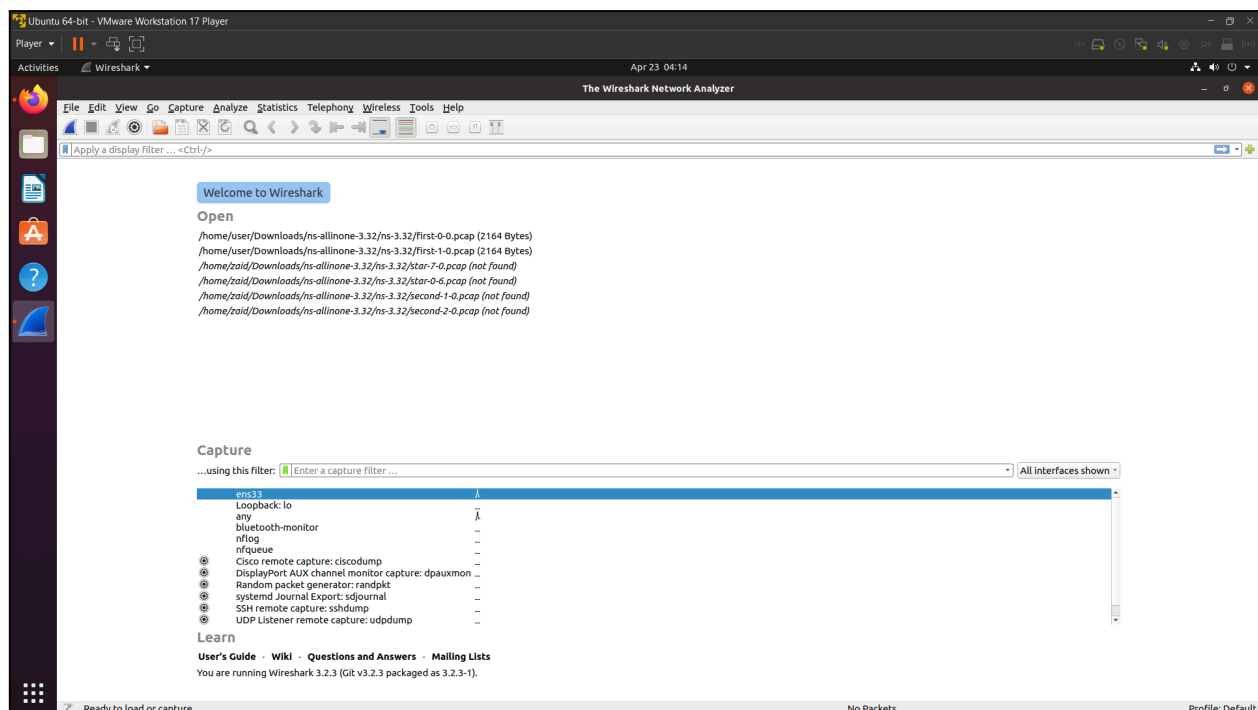 Ubuntu 64-bit - VMware Workstation 17 Player
Player
Activities Wireshark Apr 23 04:14
The Wireshark Network Analyzer
File Edit View Go Capture Analyze Statistics Telephony Wireless Tools Help
Apply a display filter ... <Ctrl-/>
Welcome to Wireshark
Open
/home/user/Downloads/ns-allinone-3.32/ns-3.32/first-0-0.pcap (2164 Bytes)
/home/user/Downloads/ns-allinone-3.32/ns-3.32/first-1-0.pcap (2164 Bytes)
/home/zaid/Downloads/ns-allinone-3.32/ns-3.32/star-7-0.pcap (not found)
/home/zaid/Downloads/ns-allinone-3.32/ns-3.32/star-0-6.pcap (not found)
/home/zaid/Downloads/ns-allinone-3.32/ns-3.32/second-1-0.pcap (not found)
/home/zaid/Downloads/ns-allinone-3.32/ns-3.32/second-2-0.pcap (not found)
Capture
...using this filter: Enter a capture filter ... All interfaces shown
ens33
Loopback: lo
any
bluetooth-monitor
nflog
nfqueue
Cisco remote capture: ciscodump
DisplayPort AUX channel monitor capture: dpauxmon
Random packet generator: randpkt
systemd Journal Export: sdjournal
SSH remote capture: sshdump
UDP Listener remote capture: udpdump
Learn
User's Guide · Wiki · Questions and Answers · Mailing Lists
You are running Wireshark 3.2.3 (Git v3.2.3 packaged as 3.2.3-1).
Ready to load or capture No Packets Profile: Default